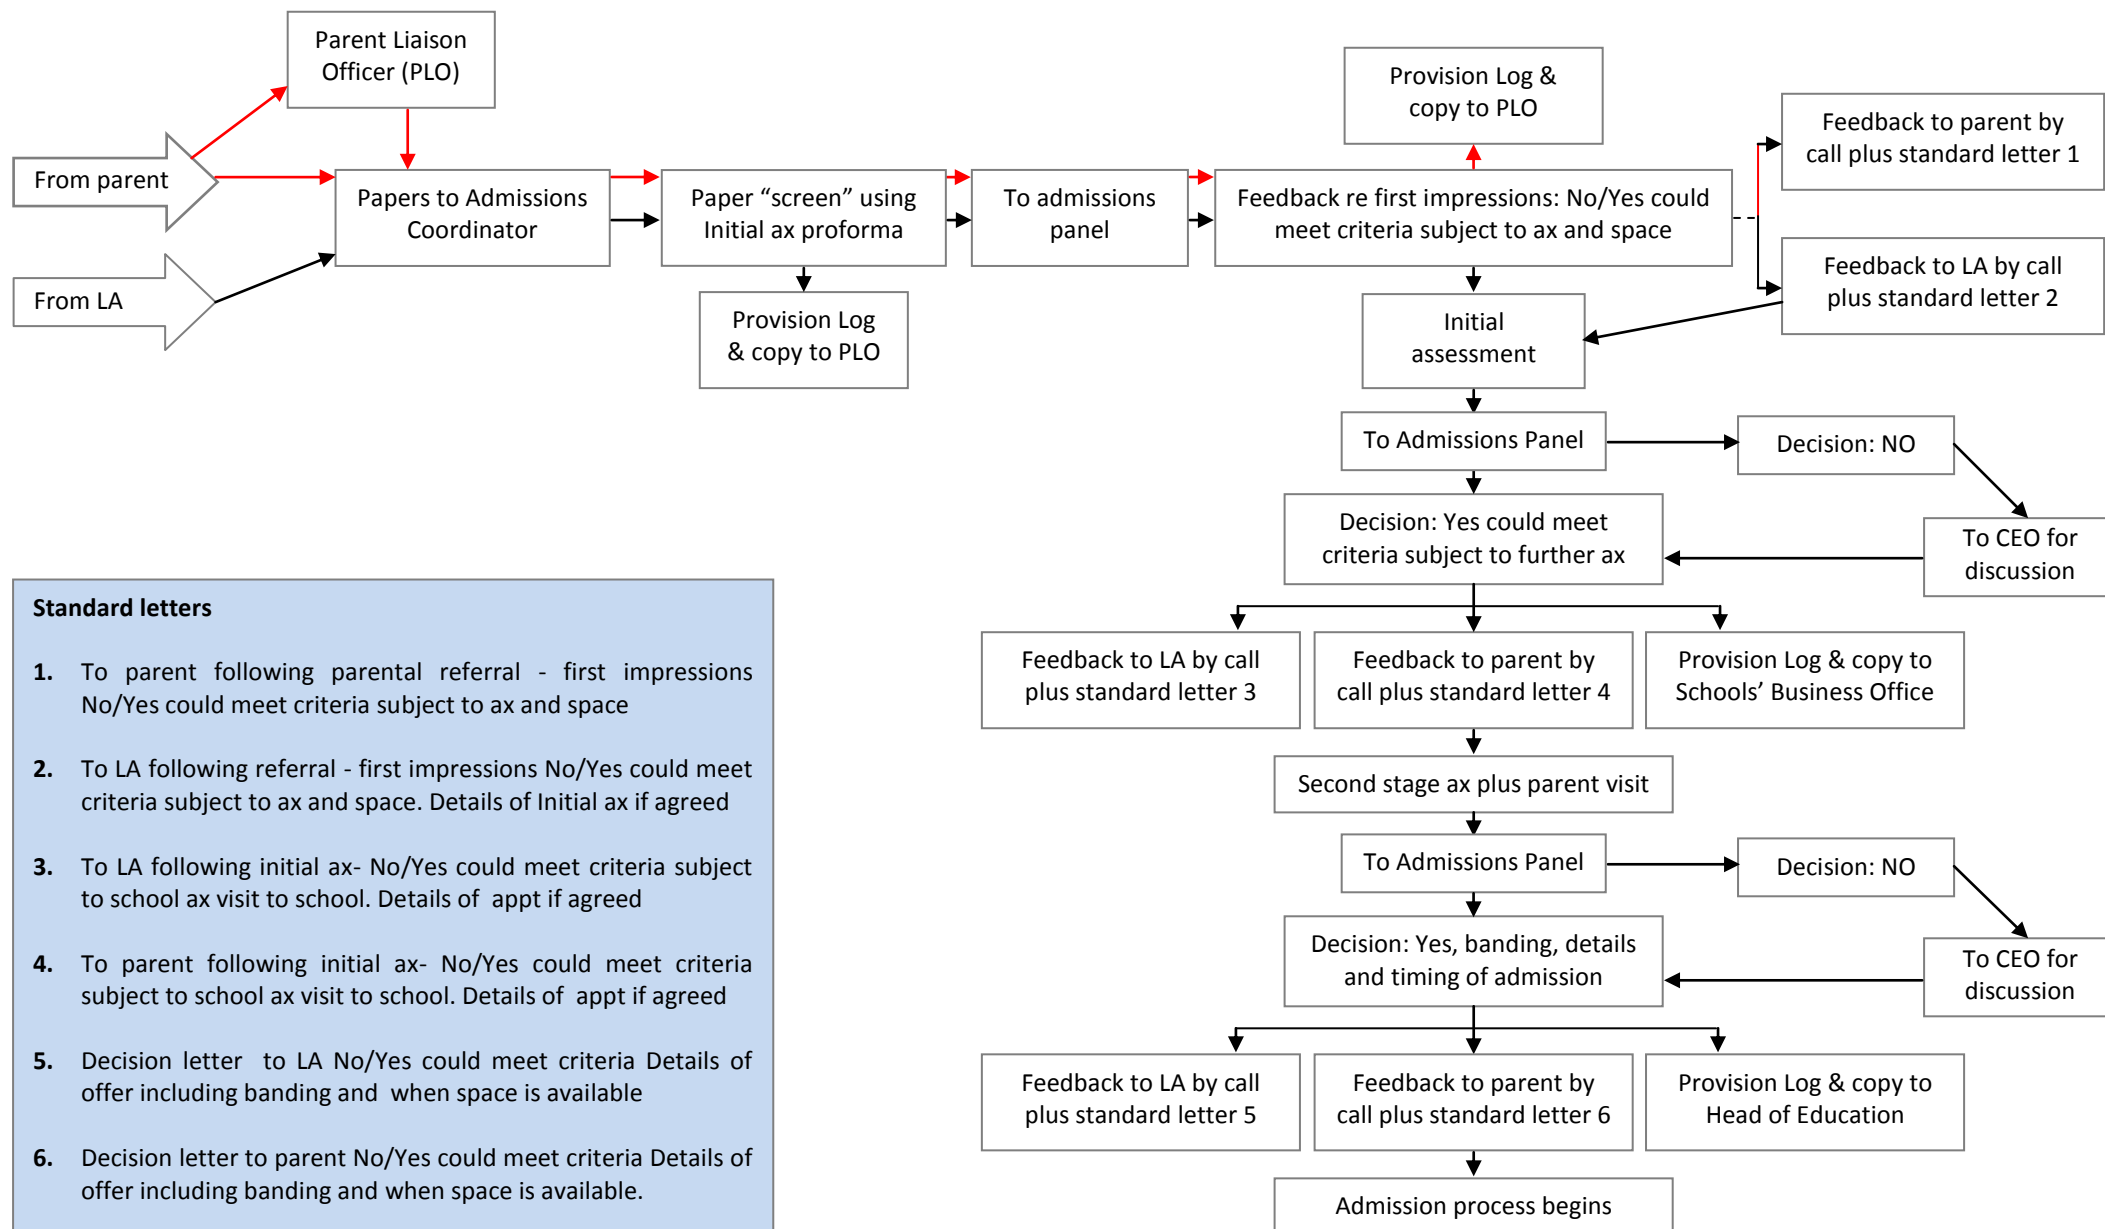 Parent Liaison
Officer (PLO)
From parent
From LA
Papers to Admissions
Coordinator
Paper “screen” using
Initial ax proforma
Provision Log
& copy to PLO
To admissions
panel
Provision Log &
copy to PLO
Feedback re first impressions: No/Yes could
meet criteria subject to ax and space
Feedback to parent by
call plus standard letter 1
Feedback to LA by call
plus standard letter 2
Initial
assessment
To Admissions Panel
Decision: NO
Decision: Yes could meet
criteria subject to further ax
To CEO for
discussion
Feedback to LA by call
plus standard letter 3
Feedback to parent by
call plus standard letter 4
Provision Log & copy to
Schools’ Business Office
Second stage ax plus parent visit
To Admissions Panel
Decision: NO
Decision: Yes, banding, details
and timing of admission
To CEO for
discussion
Feedback to LA by call
plus standard letter 5
Feedback to parent by
call plus standard letter 6
Provision Log & copy to
Head of Education
Admission process begins
Standard letters
1. To parent following parental referral - first impressions
No/Yes could meet criteria subject to ax and space
2. To LA following referral - first impressions No/Yes could meet
criteria subject to ax and space. Details of Initial ax if agreed
3. To LA following initial ax- No/Yes could meet criteria subject
to school ax visit to school. Details of appt if agreed
4. To parent following initial ax- No/Yes could meet criteria
subject to school ax visit to school. Details of appt if agreed
5. Decision letter to LA No/Yes could meet criteria Details of
offer including banding and when space is available
6. Decision letter to parent No/Yes could meet criteria Details of
offer including banding and when space is available.